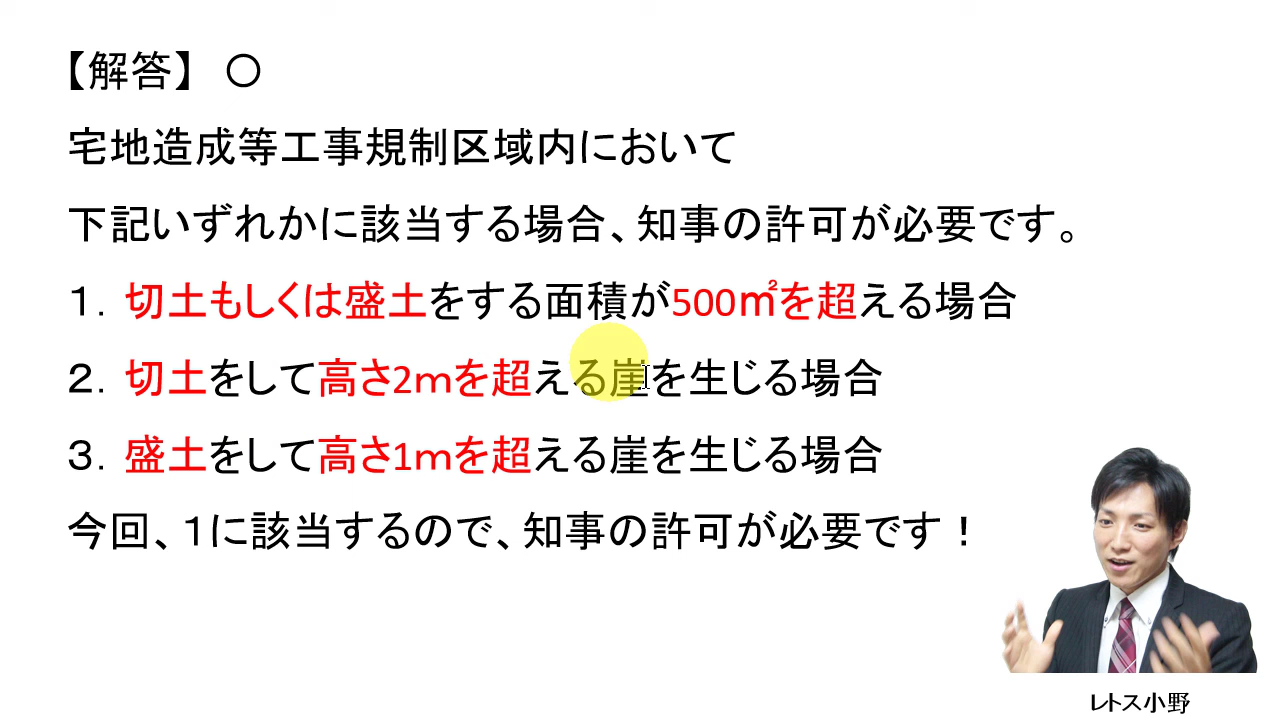 【解答】　〇
宅地造成等工事規制区域内において
下記いずれかに該当する場合、知事の許可が必要です。
１．切土もしくは盛土をする面積が500㎡を超える場合
２．切土をして高さ2ｍを超える崖を生じる場合
３．盛土をして高さ1ｍを超える崖を生じる場合
今回、１に該当するので、知事の許可が必要です！
レトス小野